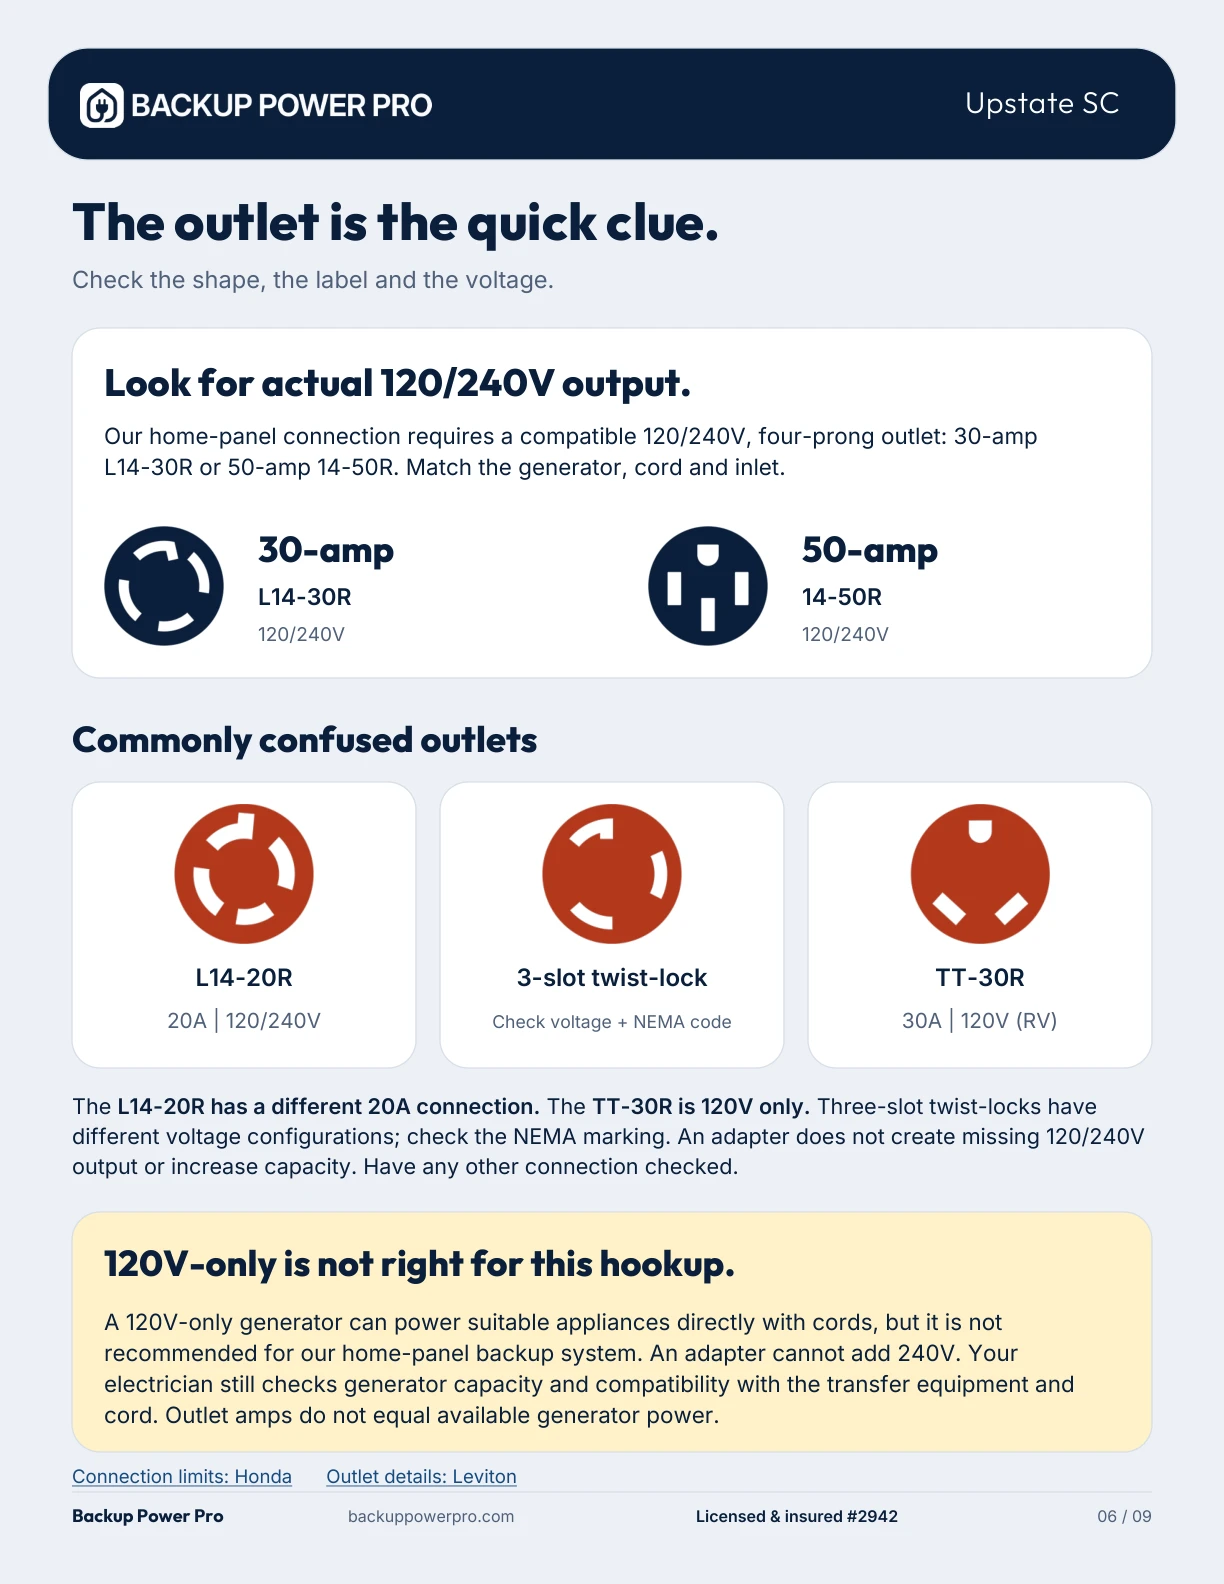 BACKUP POWER PRO
Upstate SC
The outlet is the quick clue.
Check the shape, the label and the voltage.
Look for actual 120/240V output.
Our home-panel connection requires a compatible 120/240V, four-prong outlet: 30-amp
L14-30R or 50-amp 14-50R. Match the generator, cord and inlet.
30-amp
L14-30R
120/240V
50-amp
14-50R
120/240V
Commonly confused outlets
L14-20R
20A | 120/240V
3-slot twist-lock
Check voltage + NEMA code
TT-30R
30A | 120V (RV)
The L14-20R has a different 20A connection. The TT-30R is 120V only. Three-slot twist-locks have
different voltage configurations; check the NEMA marking. An adapter does not create missing 120/240V
output or increase capacity. Have any other connection checked.
120V-only is not right for this hookup.
A 120V-only generator can power suitable appliances directly with cords, but it is not
recommended for our home-panel backup system. An adapter cannot add 240V. Your
electrician still checks generator capacity and compatibility with the transfer equipment and
cord. Outlet amps do not equal available generator power.
Connection limits: Honda
Outlet details: Leviton
Backup Power Pro
backuppowerpro.com
Licensed & insured #2942
06 / 09